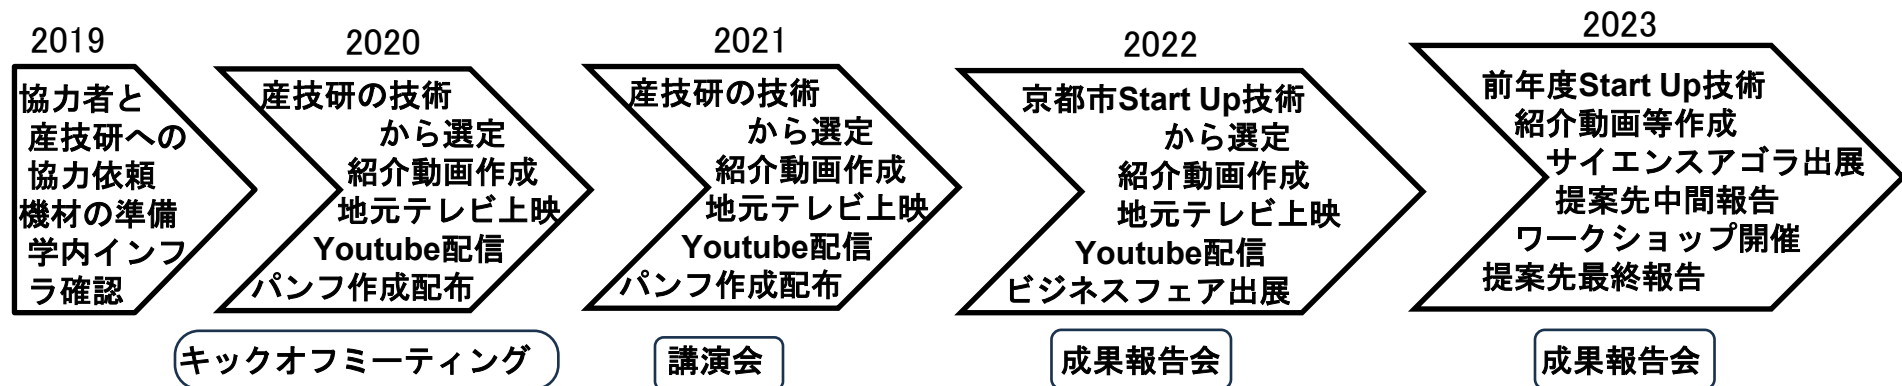 2019
協力者と
産技研への
協力依頼
機材の準備
学内インフ
ラ確認
2020
産技研の技術
から選定
紹介動画作成
地元テレビ上映
Youtube配信
パンフ作成配布
2021
産技研の技術
から選定
紹介動画作成
地元テレビ上映
Youtube配信
パンフ作成配布
2022
京都市Start Up技術
から選定
紹介動画作成
地元テレビ上映
Youtube配信
ビジネスフェア出展
2023
前年度Start Up技術
紹介動画等作成
サイエンスアゴラ出展
提案先中間報告
ワークショップ開催
提案先最終報告
キックオフミーティング
講演会
成果報告会
成果報告会